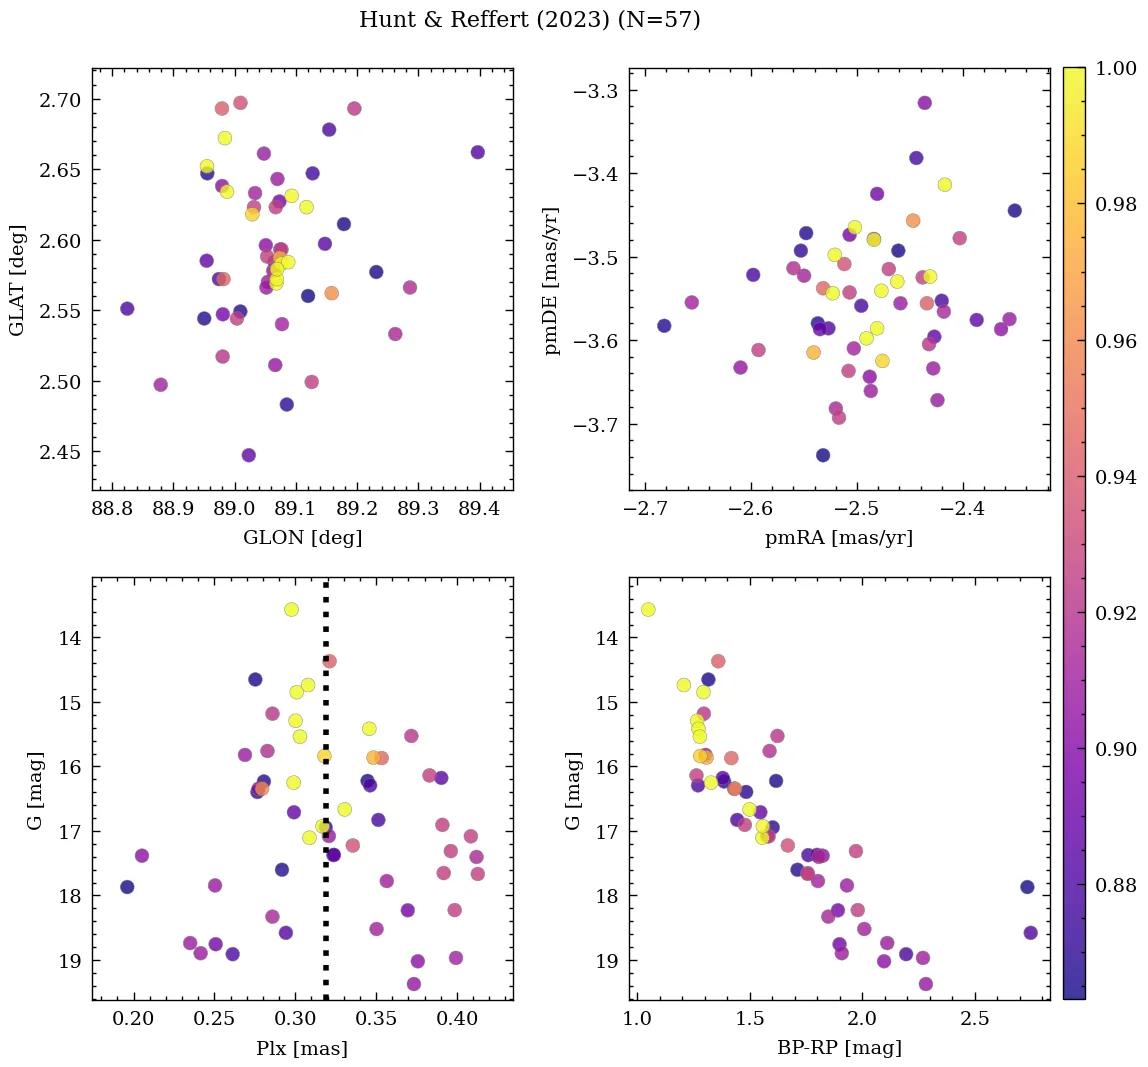 Hunt & Reffert (2023) (N=57)
2.70
2.65
2.60
2.55
2.50
2.45
GLAT [deg]
88.8 88.9 89.0 89.1 89.2 89.3 89.4
GLON [deg]
−3.3
−3.4
−3.5
−3.6
−3.7
pmDE [mas/yr]
−2.7 −2.6 −2.5 −2.4
pmRA [mas/yr]
1.00
0.98
0.96
0.94
0.92
0.90
0.88
14
15
16
17
18
19
G [mag]
0.20 0.25 0.30 0.35 0.40
Plx [mas]
14
15
16
17
18
19
G [mag]
1.0 1.5 2.0 2.5
BP-RP [mag]